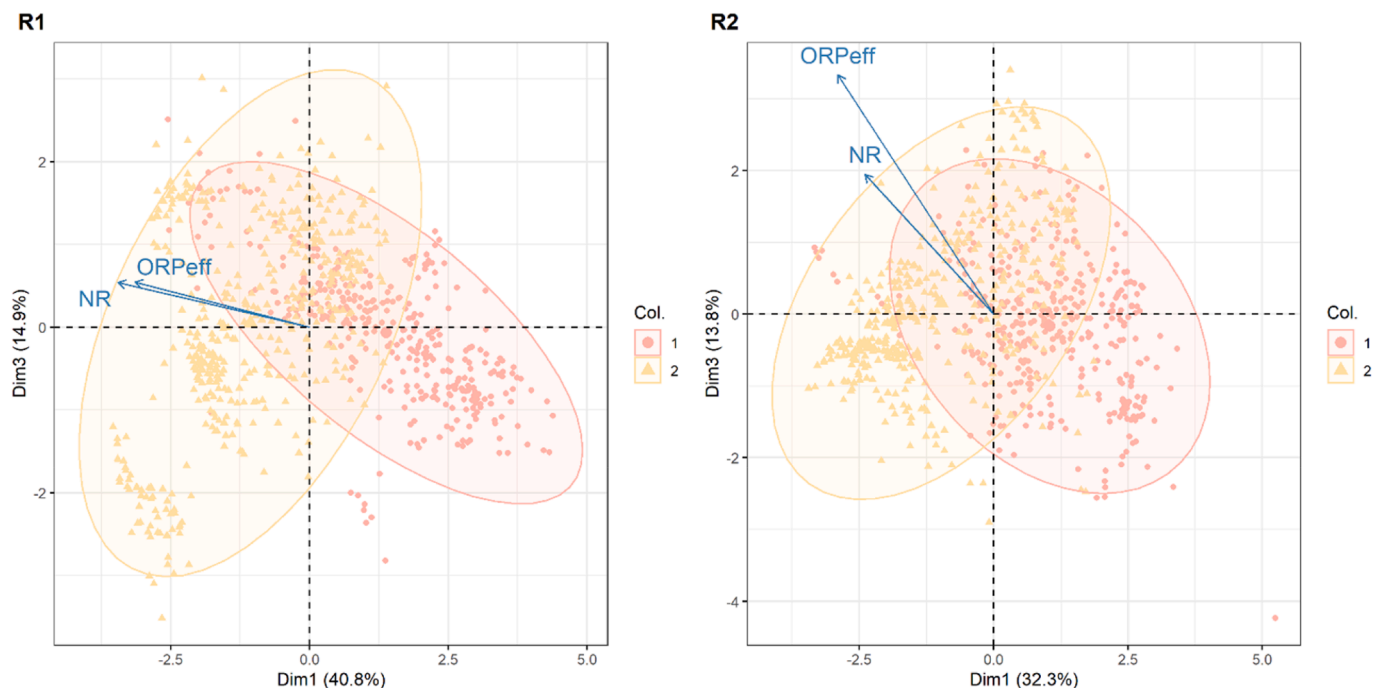 R1
ORPeff
NR
2
0
-2
-2.5
0.0
2.5
5.0
Dim1 (40.8%)
Dim3 (14.9%)
Col.
1
2
R2
ORPeff
NR
2
0
-2
-4
-2.5
0.0
2.5
5.0
Dim1 (32.3%)
Dim3 (13.8%)
Col.
1
2